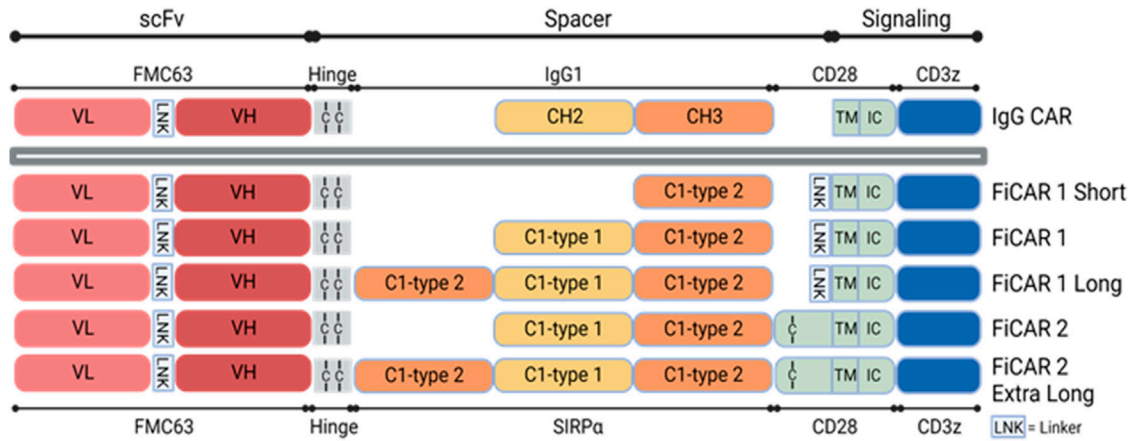 scFv Spacer Signaling
FMC63 Hinge IgG1 CD28 CD3z
VL LNK VH C C CH2 CH3 TM IC IgG CAR
VL LNK VH C C C1-type 2 LNK TM IC FiCAR 1 Short
VL LNK VH C C C1-type 1 C1-type 2 LNK TM IC FiCAR 1
VL LNK VH C C C1-type 2 C1-type 1 C1-type 2 LNK TM IC FiCAR 1 Long
VL LNK VH C C C1-type 1 C1-type 2 C TM IC FiCAR 2
VL LNK VH C C C1-type 2 C1-type 1 C1-type 2 C TM IC FiCAR 2
Extra Long
FMC63 Hinge SIRPα CD28 CD3z LNK = Linker